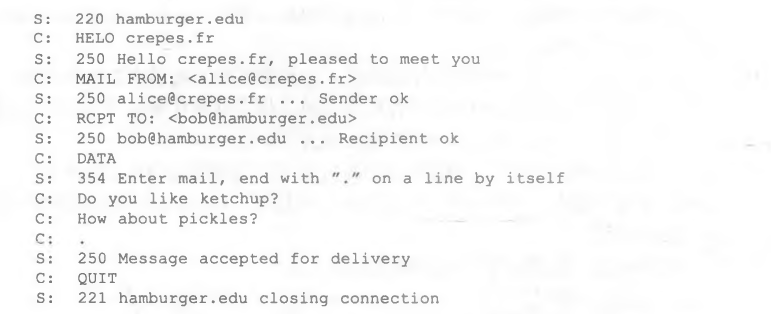 S: 220 hamburger.edu
C: HELO crepes.fr
S: 250 Hello crepes.fr, pleased to meet you
C: MAIL FROM: <alice@crepes.fr>
S: 250 alice@crepes.fr ... Sender ok
C: RCPT TO: <bob@hamburger.edu>
S: 250 bob@hamburger.edu ... Recipient ok
C: DATA
S: 354 Enter mail, end with "." on a line by itself
C: Do you like ketchup?
C: How about pickles?
C: .
S: 250 Message accepted for delivery
C: QUIT
S: 221 hamburger.edu closing connection